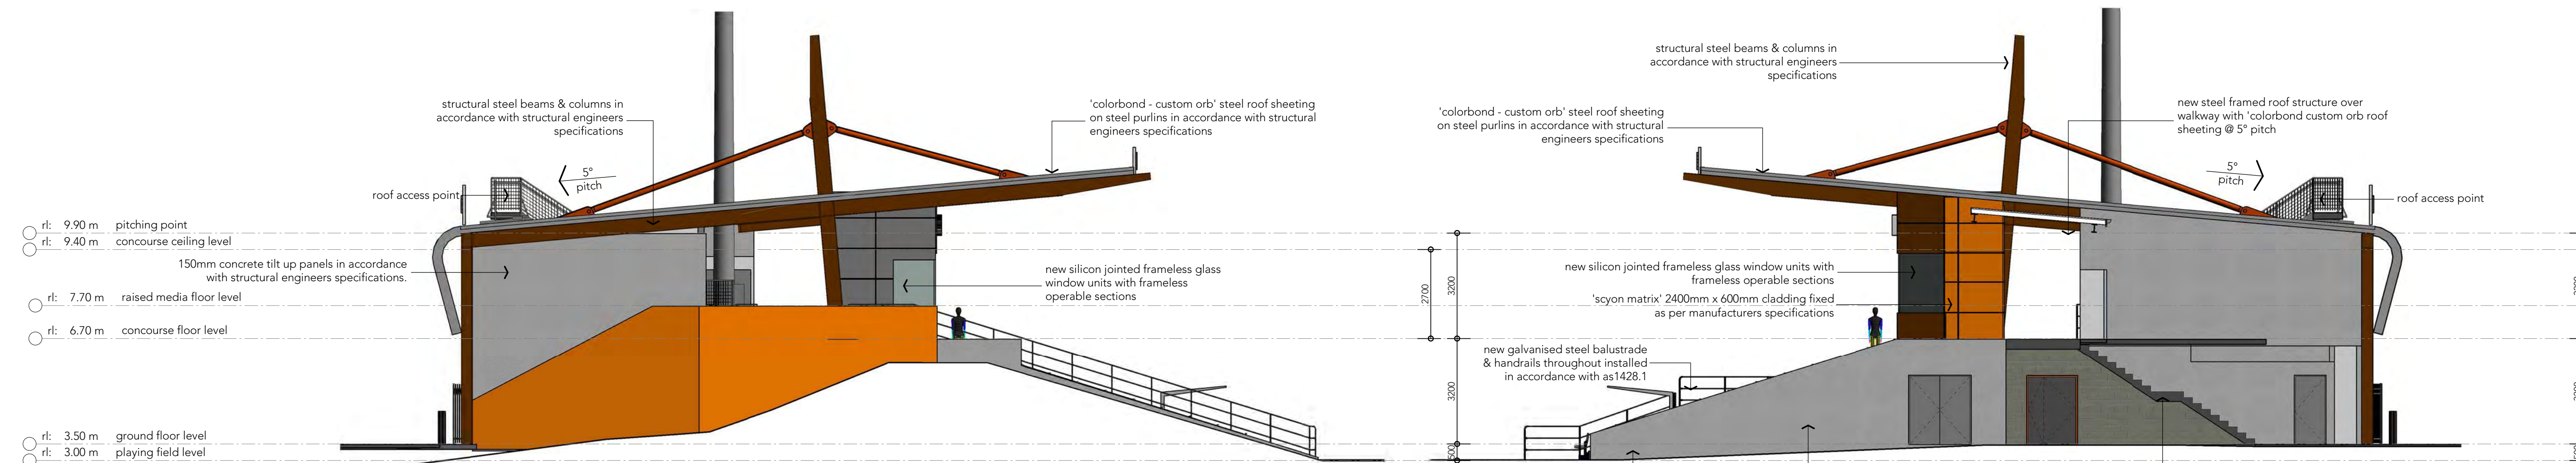 structural steel beams & columns in
accordance with structural engineers
specifications
'colorbond - custom orb' steel roof sheeting
on steel purlins in accordance with structural
engineers specifications
5°
pitch
roof access point
rl: 9.90 m pitching point
rl: 9.40 m concourse ceiling level
150mm concrete tilt up panels in accordance
with structural engineers specifications.
new silicon jointed frameless glass
window units with frameless
operable sections
rl: 7.70 m raised media floor level
rl: 6.70 m concourse floor level
rl: 3.50 m ground floor level
rl: 3.00 m playing field level
2700
3200
3200
500
structural steel beams & columns in
accordance with structural engineers
specifications
'colorbond - custom orb' steel roof sheeting
on steel purlins in accordance with structural
engineers specifications
new steel framed roof structure over
walkway with 'colorbond custom orb roof
sheeting @ 5° pitch
5°
pitch
roof access point
new silicon jointed frameless glass window units with
frameless operable sections
'scyon matrix' 2400mm x 600mm cladding fixed
as per manufacturers specifications
new galvanised steel balustrade
& handrails throughout installed
in accordance with as1428.1